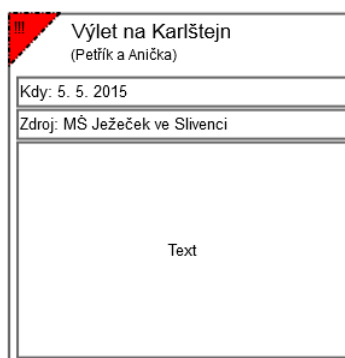 !!!
Výlet na Karlštejn
(Petřík a Anička)
Kdy: 5. 5. 2015
Zdroj: MŠ Ježeček ve Slivenci
Text